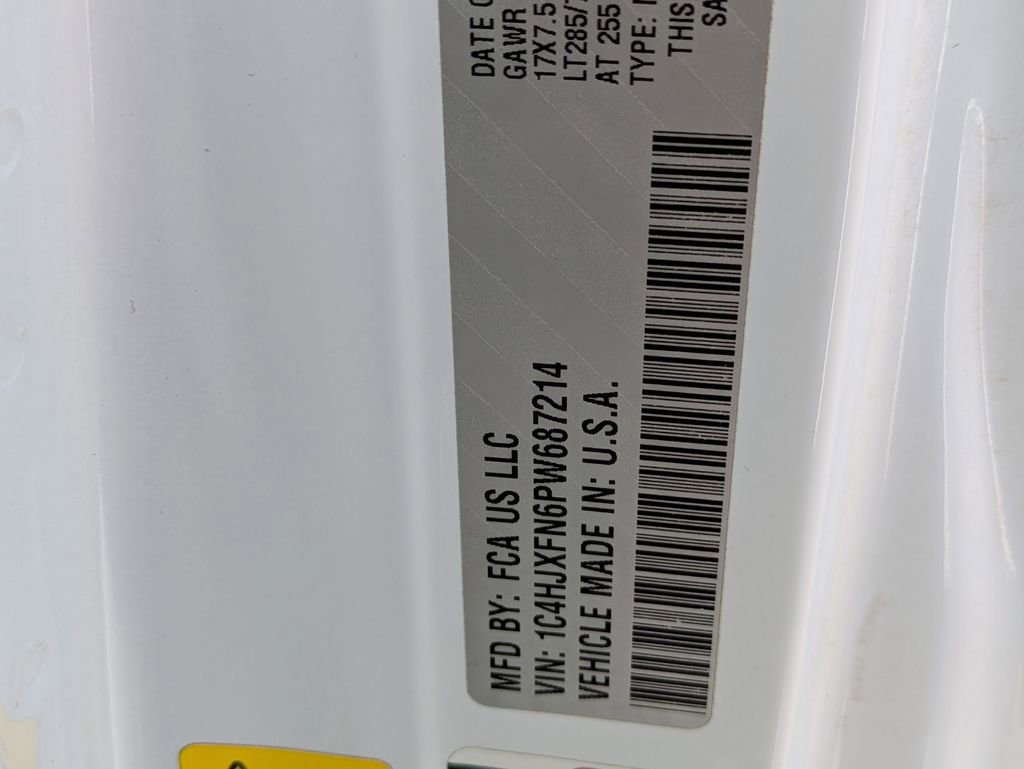 MFD BY: FCA US LLC
VIN: 1C4HJXFN6PW687214
VEHICLE MADE IN: U.S.A.
DATE
GAWR
17X7.5
LT285/
AT 255
TYPE:
THIS